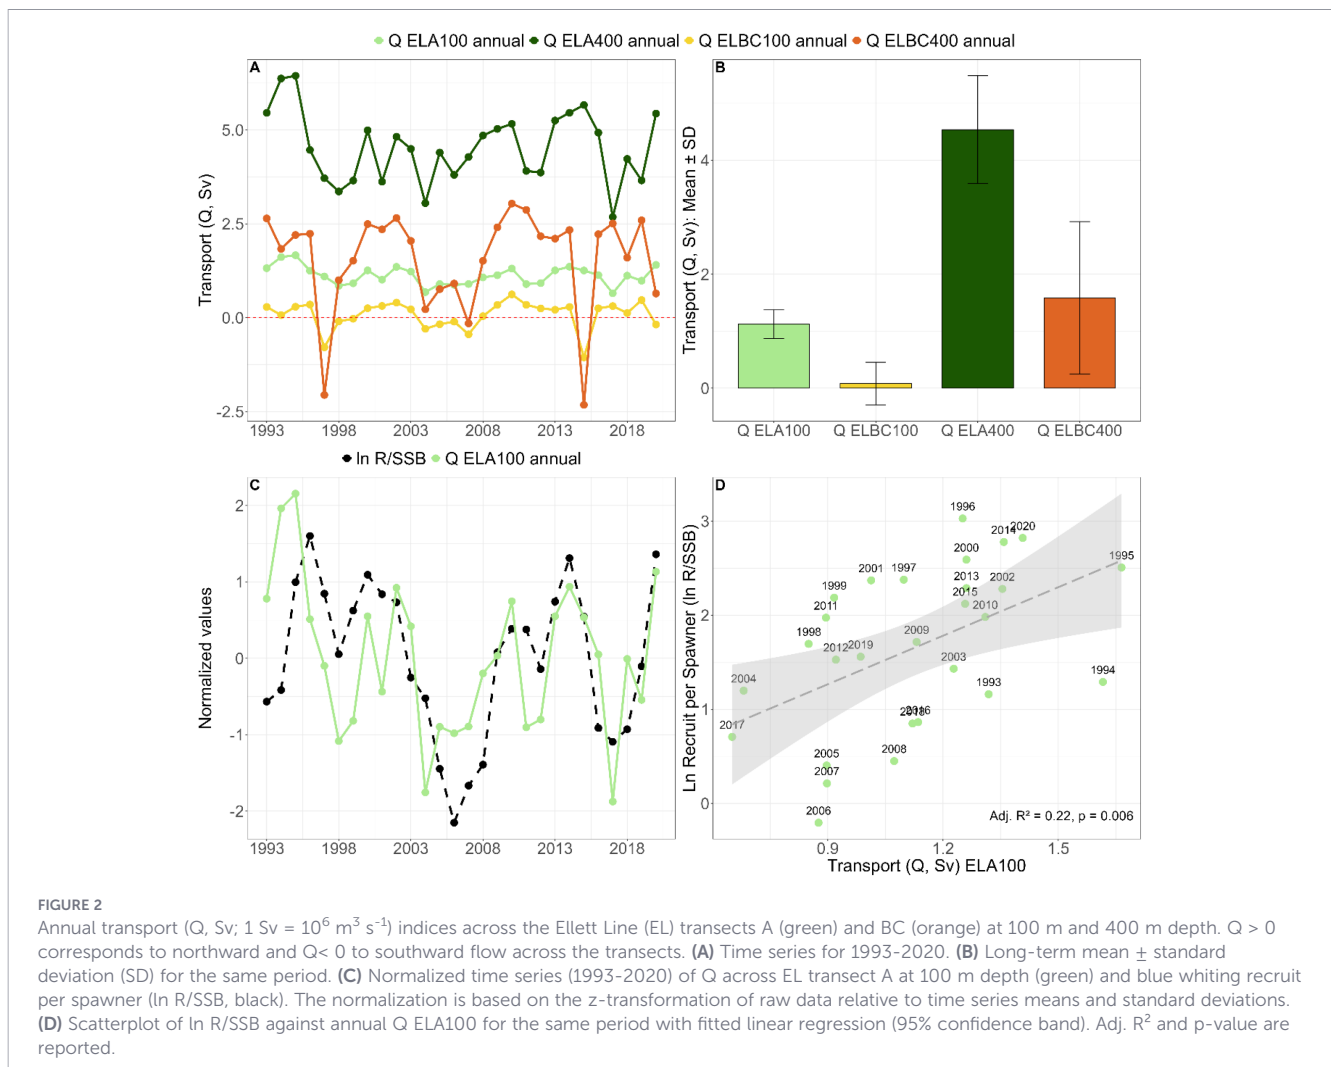 Q ELA100 annual Q ELA400 annual Q ELBC100 annual Q ELBC400 annual
A
Transport (Q, Sv)
5.0
2.5
0.0
-2.5
1993 1998 2003 2008 2013 2018
B
Transport (Q, Sv): Mean ± SD
4
2
0
Q ELA100 Q ELBC100 Q ELA400 Q ELBC400
ln R/SSB Q ELA100 annual
C
Normalized values
2
1
0
-1
-2
1993 1998 2003 2008 2013 2018
D
Ln Recruit per Spawner (ln R/SSB)
3
2
1
0
1996
2014 2020
2000
1995
2001 1997
2013 2002
1999
2015
2011
2010
2009
1998
2012 2019
2003
1994
1993
2004
2016
2017
2008
2005
2007
2006
Adj. R² = 0.22, p = 0.006
0.9 1.2 1.5
Transport (Q, Sv) ELA100
FIGURE 2
Annual transport (Q, Sv; 1 Sv = 10⁶ m³ s⁻¹) indices across the Ellett Line (EL) transects A (green) and BC (orange) at 100 m and 400 m depth. Q > 0
corresponds to northward and Q< 0 to southward flow across the transects. (A) Time series for 1993-2020. (B) Long-term mean ± standard
deviation (SD) for the same period. (C) Normalized time series (1993-2020) of Q across EL transect A at 100 m depth (green) and blue whiting recruit
per spawner (ln R/SSB, black). The normalization is based on the z-transformation of raw data relative to time series means and standard deviations.
(D) Scatterplot of ln R/SSB against annual Q ELA100 for the same period with fitted linear regression (95% confidence band). Adj. R² and p-value are
reported.